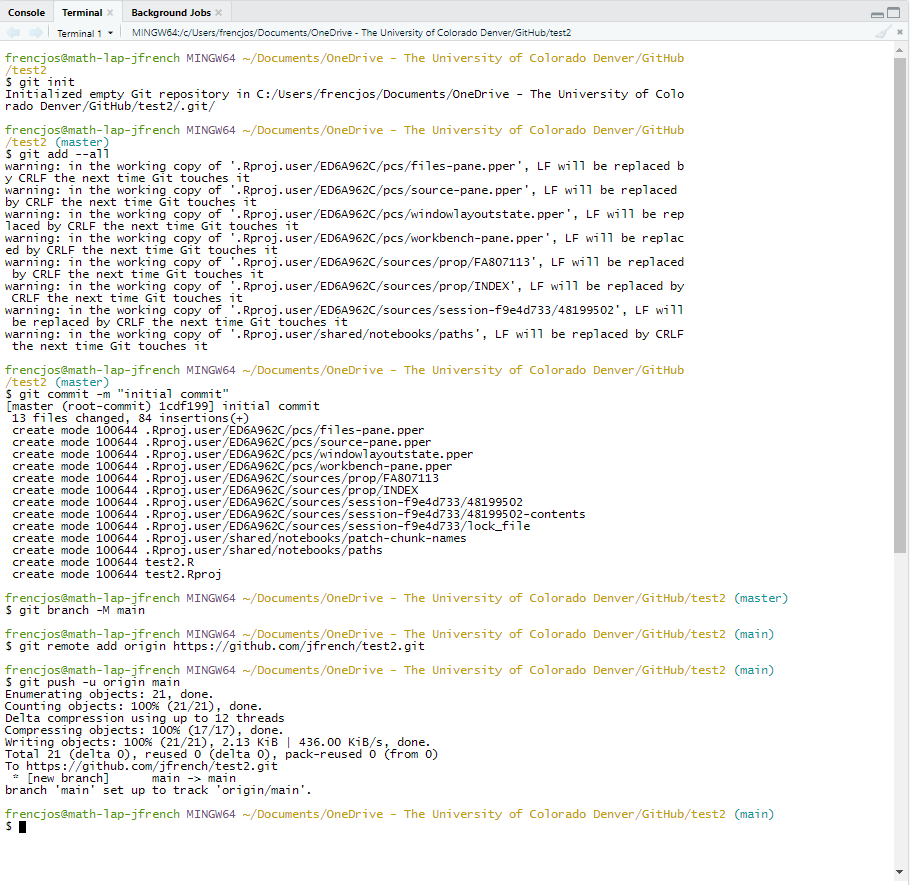 Console Terminal × Background Jobs ×
Terminal 1 MINGW64:/c/Users/frencjos/Documents/OneDrive - The University of Colorado Denver/GitHub/test2
frencjos@math-lap-jfrench MINGW64 ~/Documents/OneDrive - The University of Colorado Denver/GitHub
/test2
$ git init
Initialized empty Git repository in C:/Users/frencjos/Documents/OneDrive - The University of Colo
rado Denver/GitHub/test2/.git/
frencjos@math-lap-jfrench MINGW64 ~/Documents/OneDrive - The University of Colorado Denver/GitHub
/test2 (master)
$ git add --all
warning: in the working copy of '.Rproj.user/ED6A962C/pcs/files-pane.pper', LF will be replaced b
y CRLF the next time Git touches it
warning: in the working copy of '.Rproj.user/ED6A962C/pcs/source-pane.pper', LF will be replaced
by CRLF the next time Git touches it
warning: in the working copy of '.Rproj.user/ED6A962C/pcs/windowlayoutstate.pper', LF will be rep
laced by CRLF the next time Git touches it
warning: in the working copy of '.Rproj.user/ED6A962C/pcs/workbench-pane.pper', LF will be replac
ed by CRLF the next time Git touches it
warning: in the working copy of '.Rproj.user/ED6A962C/sources/prop/FA807113', LF will be replaced
 by CRLF the next time Git touches it
warning: in the working copy of '.Rproj.user/ED6A962C/sources/prop/INDEX', LF will be replaced by
 CRLF the next time Git touches it
warning: in the working copy of '.Rproj.user/ED6A962C/sources/session-f9e4d733/48199502', LF will
 be replaced by CRLF the next time Git touches it
warning: in the working copy of '.Rproj.user/shared/notebooks/paths', LF will be replaced by CRLF
 the next time Git touches it
frencjos@math-lap-jfrench MINGW64 ~/Documents/OneDrive - The University of Colorado Denver/GitHub
/test2 (master)
$ git commit -m "initial commit"
[master (root-commit) 1cdf199] initial commit
 13 files changed, 84 insertions(+)
 create mode 100644 .Rproj.user/ED6A962C/pcs/files-pane.pper
 create mode 100644 .Rproj.user/ED6A962C/pcs/source-pane.pper
 create mode 100644 .Rproj.user/ED6A962C/pcs/windowlayoutstate.pper
 create mode 100644 .Rproj.user/ED6A962C/pcs/workbench-pane.pper
 create mode 100644 .Rproj.user/ED6A962C/sources/prop/FA807113
 create mode 100644 .Rproj.user/ED6A962C/sources/prop/INDEX
 create mode 100644 .Rproj.user/ED6A962C/sources/session-f9e4d733/48199502
 create mode 100644 .Rproj.user/ED6A962C/sources/session-f9e4d733/48199502-contents
 create mode 100644 .Rproj.user/ED6A962C/sources/session-f9e4d733/lock_file
 create mode 100644 .Rproj.user/shared/notebooks/patch-chunk-names
 create mode 100644 .Rproj.user/shared/notebooks/paths
 create mode 100644 test2.R
 create mode 100644 test2.Rproj
frencjos@math-lap-jfrench MINGW64 ~/Documents/OneDrive - The University of Colorado Denver/GitHub/test2 (master)
$ git branch -M main
frencjos@math-lap-jfrench MINGW64 ~/Documents/OneDrive - The University of Colorado Denver/GitHub/test2 (main)
$ git remote add origin https://github.com/jfrench/test2.git
frencjos@math-lap-jfrench MINGW64 ~/Documents/OneDrive - The University of Colorado Denver/GitHub/test2 (main)
$ git push -u origin main
Enumerating objects: 21, done.
Counting objects: 100% (21/21), done.
Delta compression using up to 12 threads
Compressing objects: 100% (17/17), done.
Writing objects: 100% (21/21), 2.13 KiB | 436.00 KiB/s, done.
Total 21 (delta 0), reused 0 (delta 0), pack-reused 0 (from 0)
To https://github.com/jfrench/test2.git
 * [new branch]      main -> main
branch 'main' set up to track 'origin/main'.
frencjos@math-lap-jfrench MINGW64 ~/Documents/OneDrive - The University of Colorado Denver/GitHub/test2 (main)
$